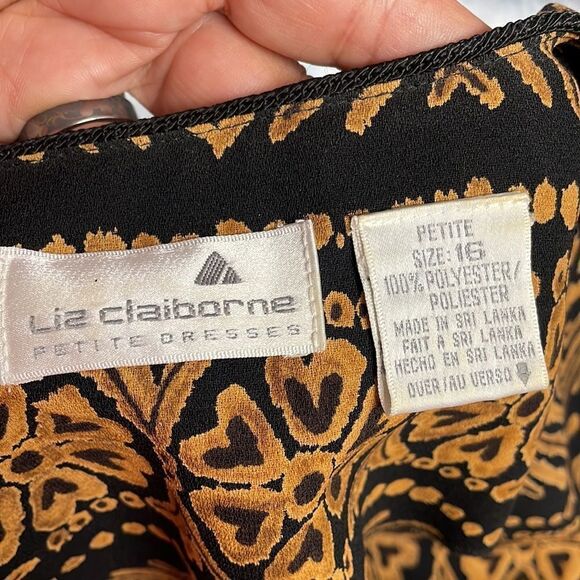 Liz claiborne
PETITE DRESSES
PETITE
SIZE: 16
100% POLYESTER/
POLIESTER
MADE IN SRI LANKA
FAIT A SRI LANKA
HECHO EN SRI LANKA
OVER/AU VERSO